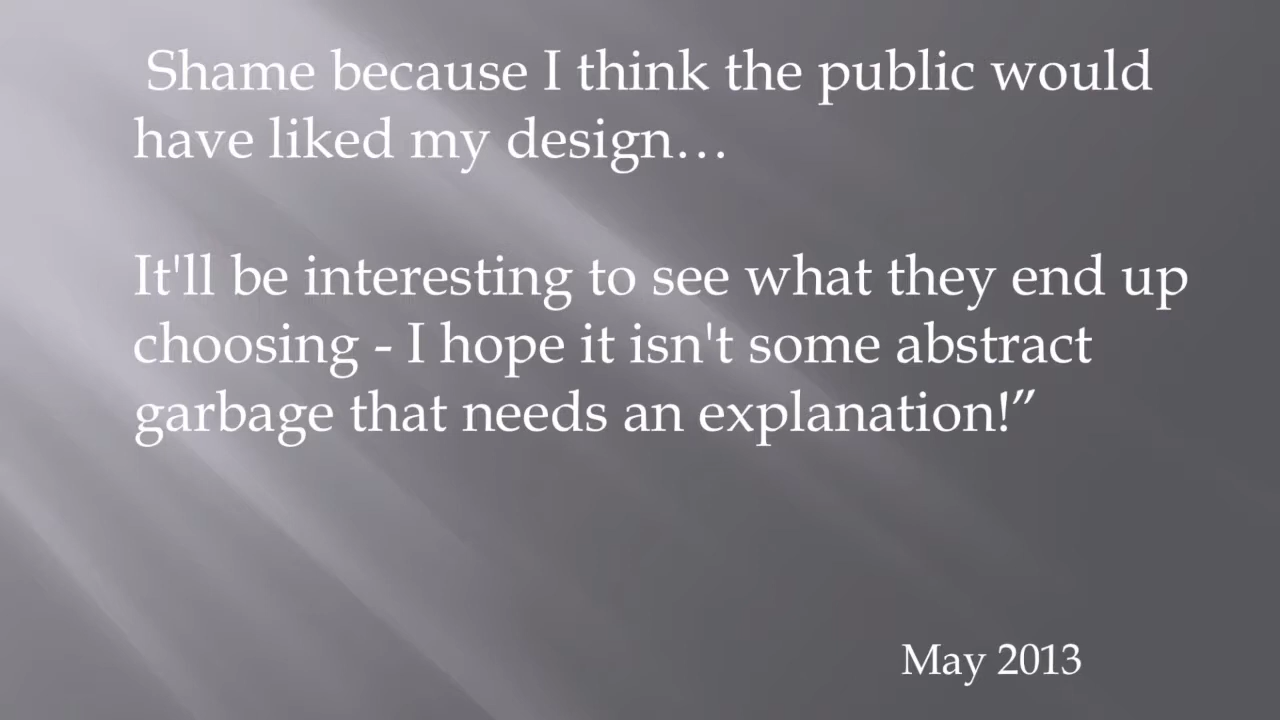 Shame because I think the public would
have liked my design…
It'll be interesting to see what they end up
choosing - I hope it isn't some abstract
garbage that needs an explanation!”
May 2013